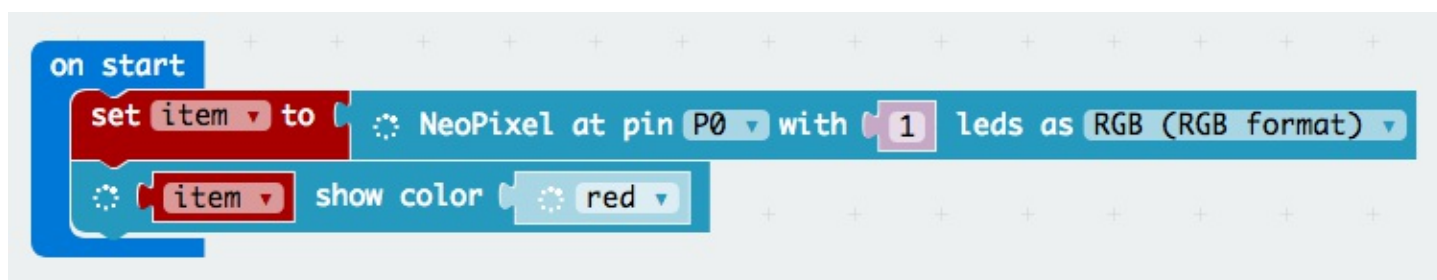 on start
set item to NeoPixel at pin P0 with 1 leds as RGB (RGB format)
item show color red